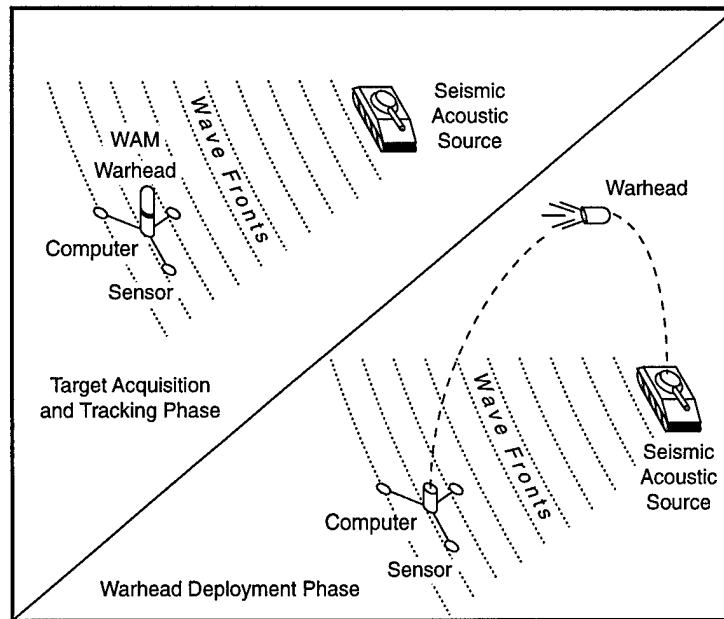 Seismic
Acoustic
Source
Wave Fronts
WAM
Warhead
Computer
Sensor
Target Acquisition
and Tracking Phase
Warhead
Wave Fronts
Seismic
Acoustic
Source
Computer
Sensor
Warhead Deployment Phase